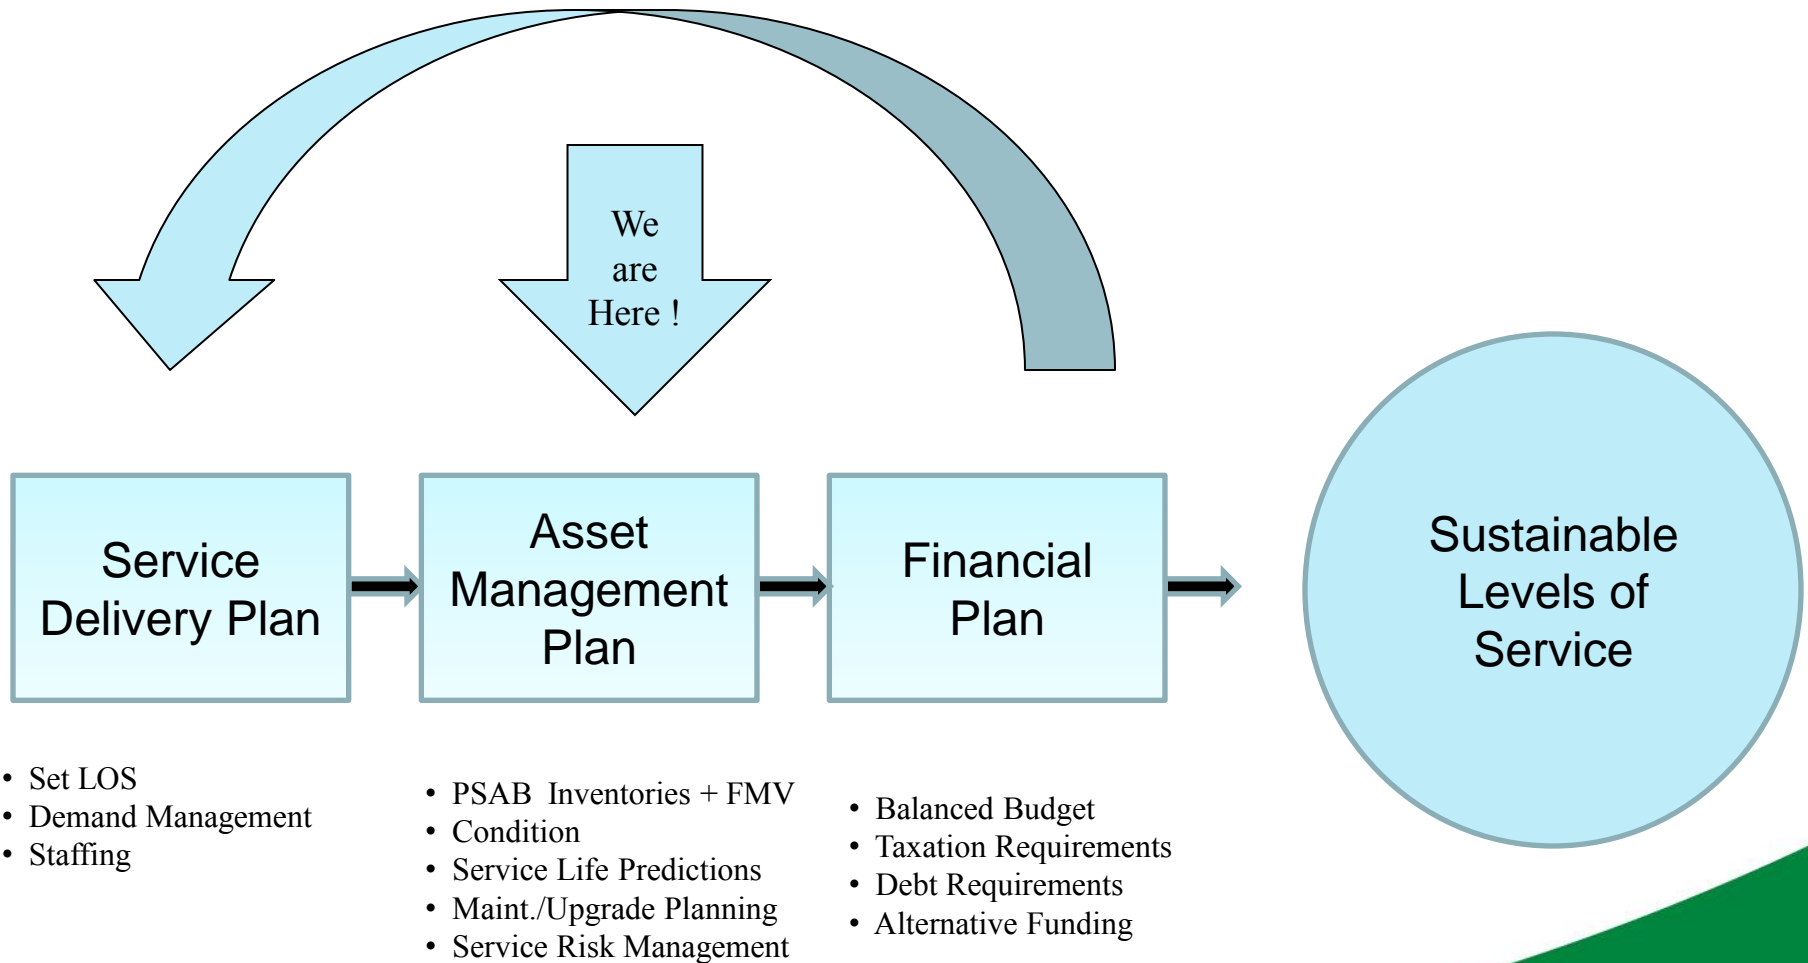 We
are
Here !
Service
Delivery Plan
Asset
Management
Plan
Financial
Plan
Sustainable
Levels of
Service
• Set LOS
• Demand Management
• Staffing
• PSAB  Inventories + FMV
• Condition
• Service Life Predictions
• Maint./Upgrade Planning
• Service Risk Management
• Balanced Budget
• Taxation Requirements
• Debt Requirements
• Alternative Funding